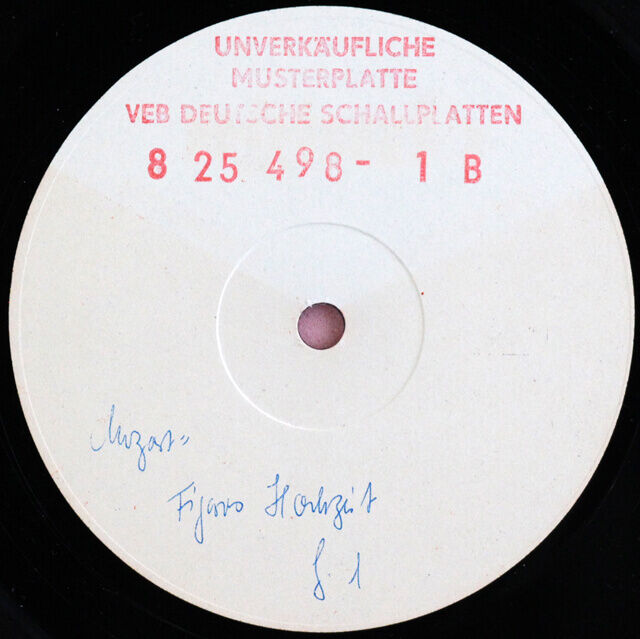 UNVERKÄUFLICHE
MUSTERPLATTE
VEB DEUTSCHE SCHALLPLATTEN
8 25 498- 1 B
Mozart-
Figaros Hochzeit
S. 1